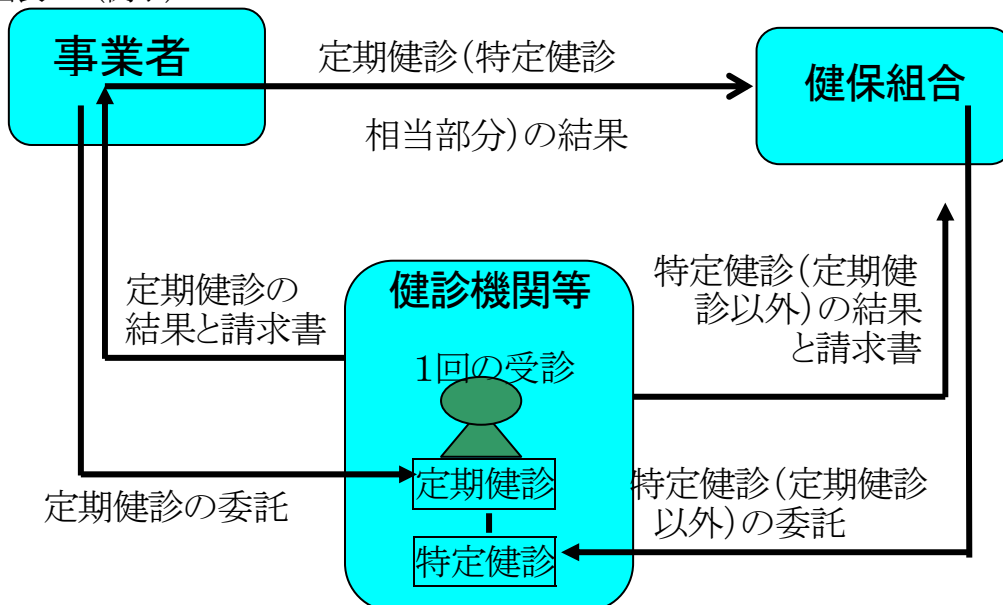 事業者
定期健診(特定健診
相当部分)の結果
健保組合
定期健診の
結果と請求書
健診機関等
1回の受診
特定健診(定期健
診以外)の結果
と請求書
定期健診
定期健診の委託
特定健診(定期健診
以外)の委託
特定健診